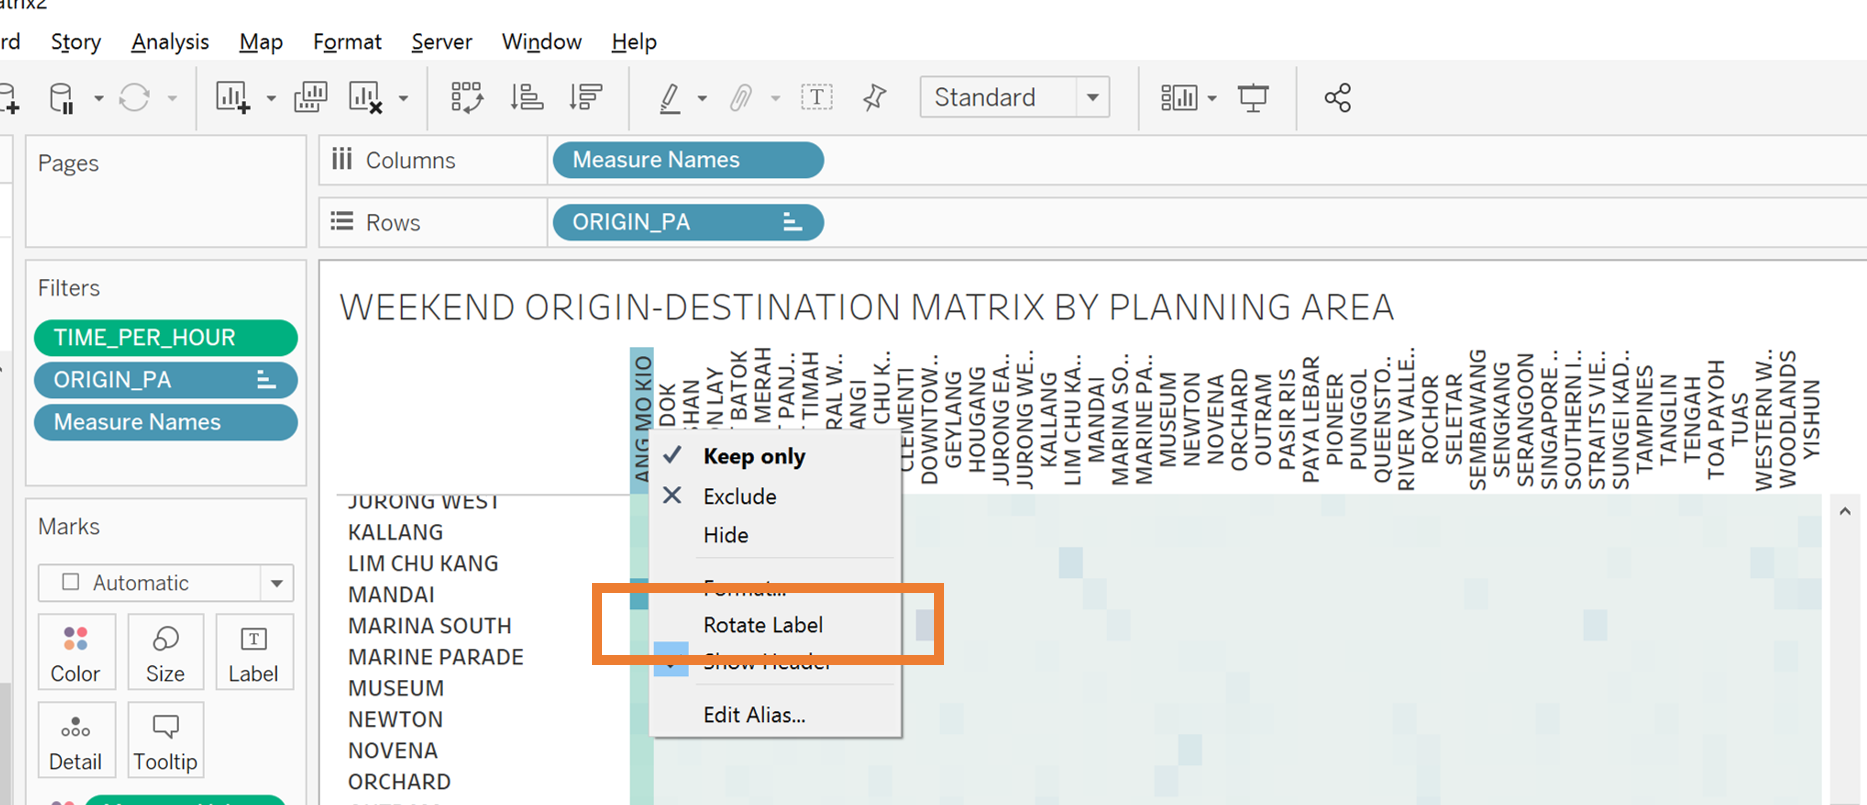 rd Story Analysis Map Format Server Window Help
Standard
Pages
Columns
Measure Names
Rows
ORIGIN_PA
Filters
TIME_PER_HOUR
ORIGIN_PA
Measure Names
Marks
Automatic
Color
Size
Label
Detail
Tooltip
WEEKEND ORIGIN-DESTINATION MATRIX BY PLANNING AREA
ANG MO KIO
DOK
SHAN
ON LAY
BATOK
MERAH
PANJ..
TIMAH
RAL W..
ANGI
CHU K..
CLEMENTI
DOWNTOW..
GEYLANG
HOUGANG
JURONG EA..
JURONG WE..
KALLANG
LIM CHU KA..
MANDAI
MARINA SO..
MARINE PA..
MUSEUM
NEWTON
NOVENA
ORCHARD
OUTRAM
PASIR RIS
PAYA LEBAR
PIONEER
PUNGGOL
QUEENSTO..
RIVER VALLE..
ROCHOR
SELETAR
SEMBAWANG
SENGKANG
SERANGOON
SINGAPORE ..
SOUTHERN I..
STRAITS VIE..
SUNGEI KAD..
TAMPINES
TANGLIN
TENGAH
TOA PAYOH
TUAS
WESTERN W..
WOODLANDS
YISHUN
JURONG WEST
KALLANG
LIM CHU KANG
MANDAI
MARINA SOUTH
MARINE PARADE
MUSEUM
NEWTON
NOVENA
ORCHARD
Keep only
Exclude
Hide
Format...
Rotate Label
Show Header
Edit Alias...